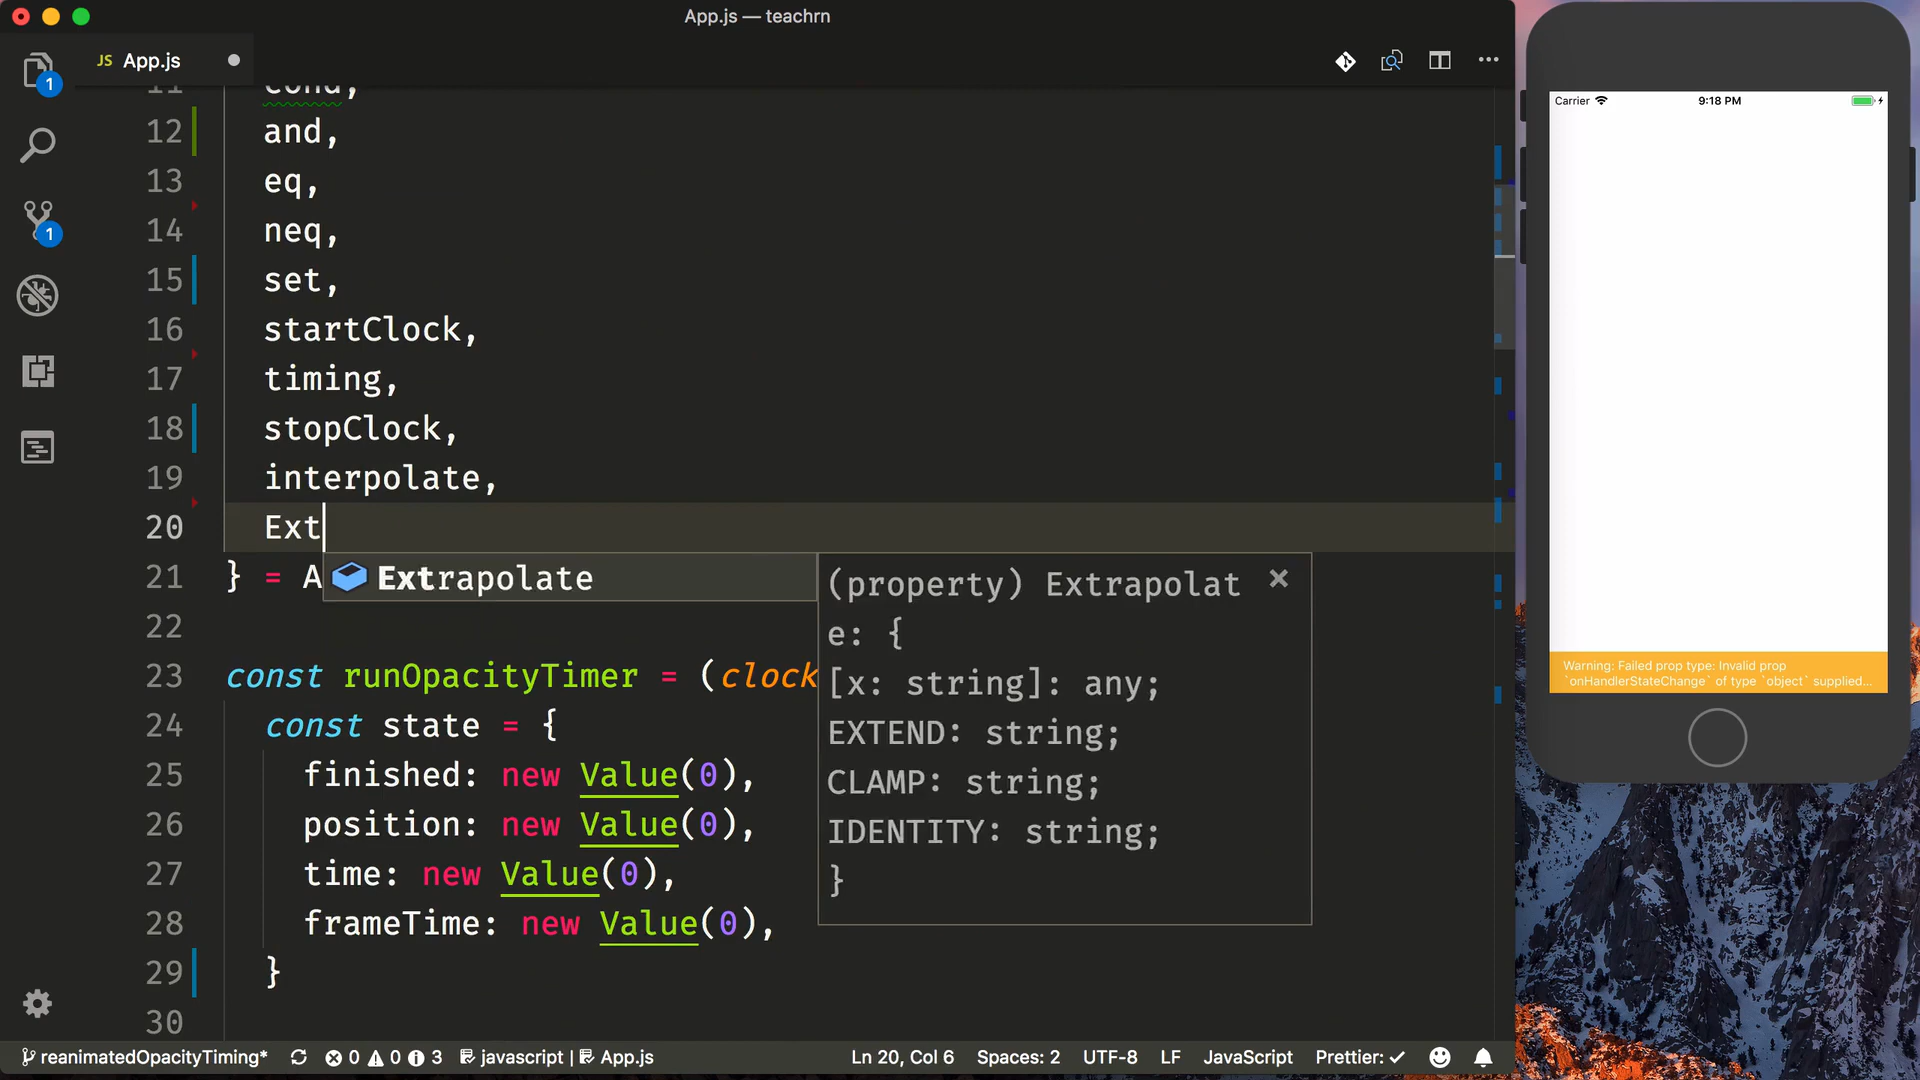 App.js — teachrn
JS App.js
1
1
11 cond,
12 and,
13 eq,
14 neq,
15 set,
16 startClock,
17 timing,
18 stopClock,
19 interpolate,
20 Ext
21 } = A
Extrapolate
(property) Extrapolat
e: {
[x: string]: any;
EXTEND: string;
CLAMP: string;
IDENTITY: string;
}
22
23 const runOpacityTimer = (clock
24 const state = {
25 finished: new Value(0),
26 position: new Value(0),
27 time: new Value(0),
28 frameTime: new Value(0),
29 }
30
reanimatedOpacityTiming* 0 0 3 javascript | App.js Ln 20, Col 6 Spaces: 2 UTF-8 LF JavaScript Prettier: ✓
Carrier 9:18 PM
Warning: Failed prop type: Invalid prop
`onHandlerStateChange` of type `object` supplied...